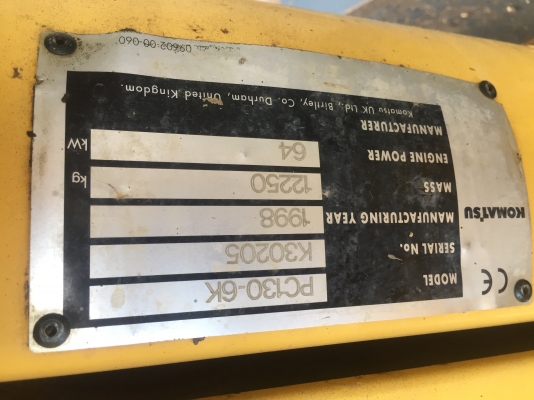 CE
KOMATSU
MODEL PC130-6K
SERIAL No. K30205
MANUFACTURING YEAR 1998
MASS 12250 kg
ENGINE POWER 64 kW
MANUFACTURER
Komatsu UK Ltd., Birtley, Co. Durham, United Kingdom.
09602-00-060